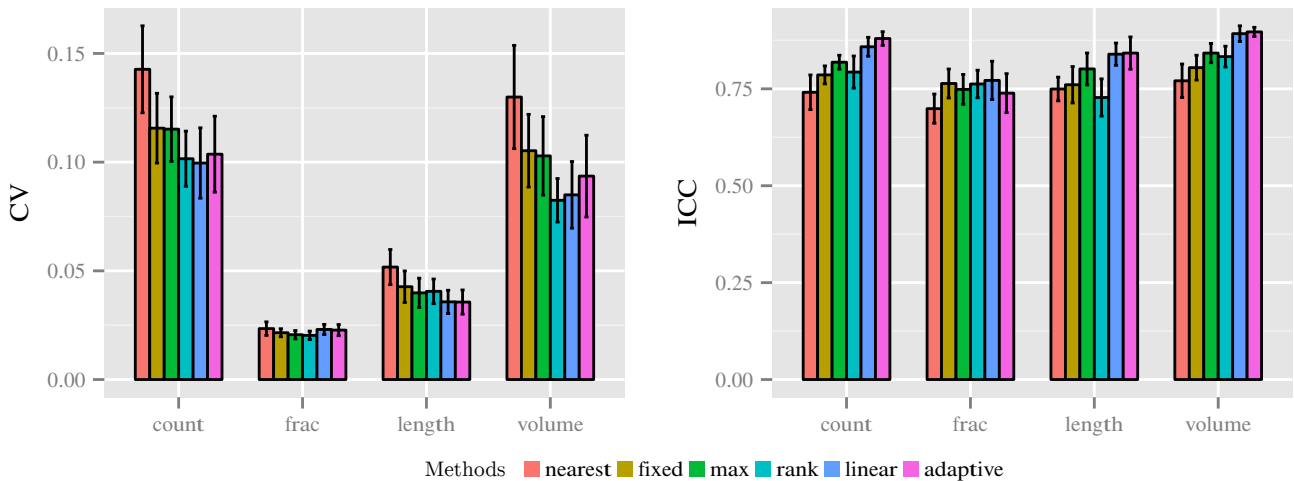 CV
0.15
0.10
0.05
0.00
count frac length volume
ICC
0.75
0.50
0.25
0.00
count frac length volume
Methods nearest fixed max rank linear adaptive